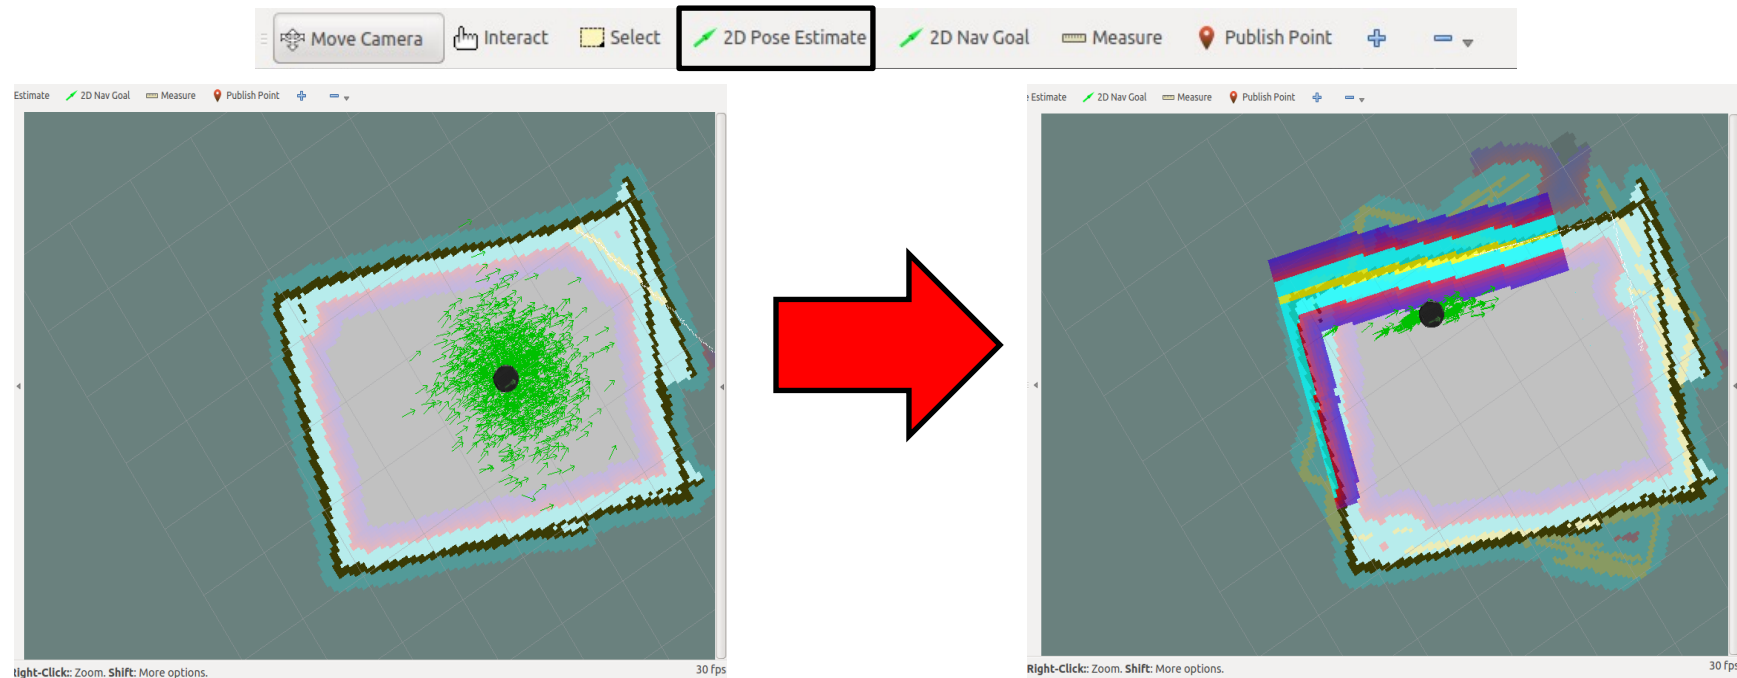 Move Camera Interact Select 2D Pose Estimate 2D Nav Goal Measure Publish Point
Estimate 2D Nav Goal Measure Publish Point
Estimate 2D Nav Goal Measure Publish Point
Right-Click: Zoom. Shift: More options. 30 fps
Right-Click: Zoom. Shift: More options. 30 fps